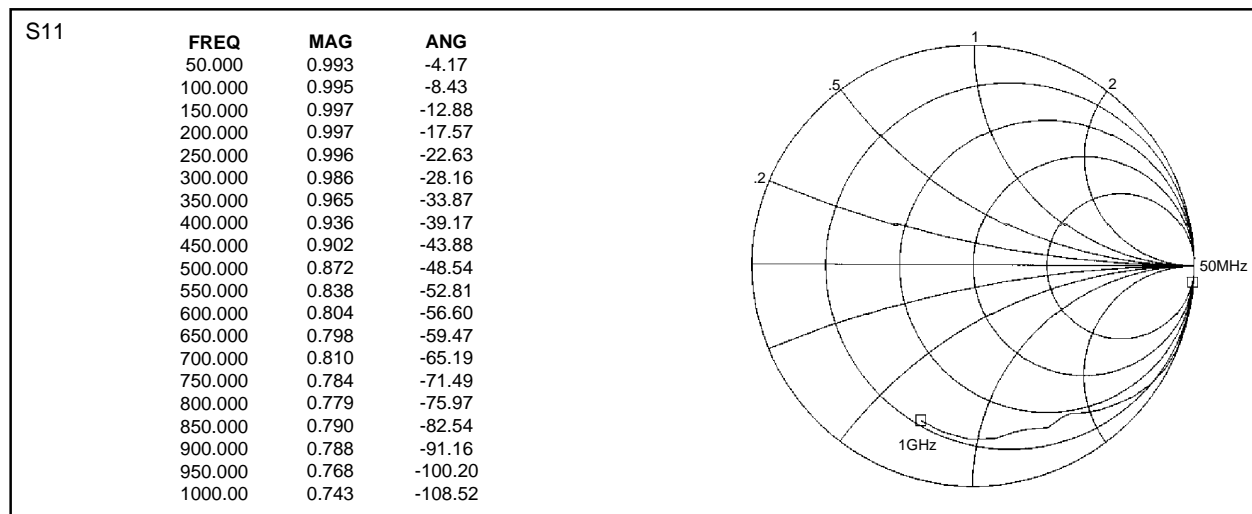 S11
FREQ MAG ANG
50.000 0.993 -4.17
100.000 0.995 -8.43
150.000 0.997 -12.88
200.000 0.997 -17.57
250.000 0.996 -22.63
300.000 0.986 -28.16
350.000 0.965 -33.87
400.000 0.936 -39.17
450.000 0.902 -43.88
500.000 0.872 -48.54
550.000 0.838 -52.81
600.000 0.804 -56.60
650.000 0.798 -59.47
700.000 0.810 -65.19
750.000 0.784 -71.49
800.000 0.779 -75.97
850.000 0.790 -82.54
900.000 0.788 -91.16
950.000 0.768 -100.20
1000.00 0.743 -108.52
1
.5
2
.2
50MHz
1GHz